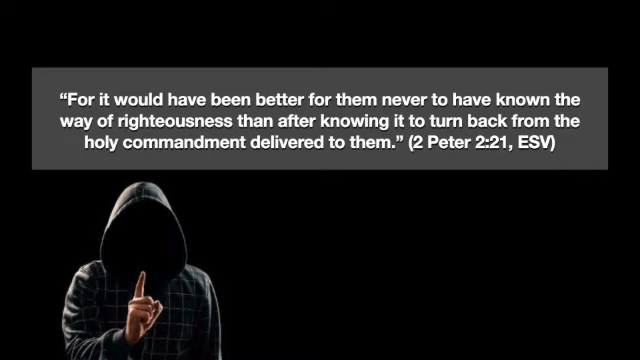 “For it would have been better for them never to have known the
way of righteousness than after knowing it to turn back from the
holy commandment delivered to them.” (2 Peter 2:21, ESV)